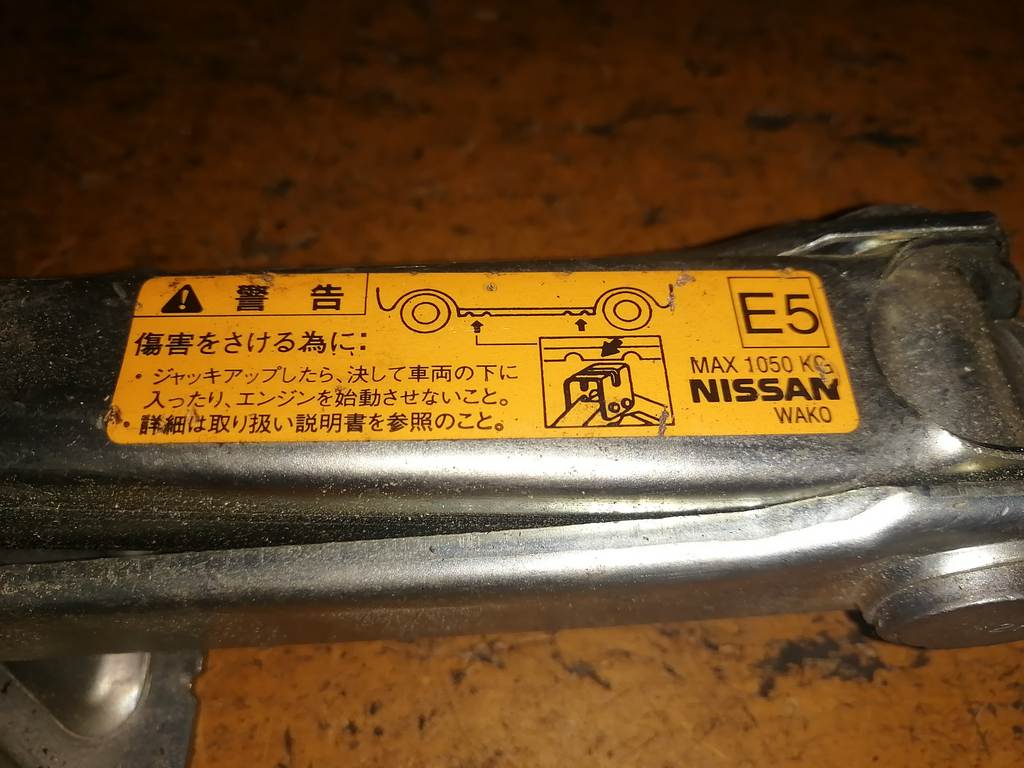 警告
傷害をさける為に:
・ジャッキアップしたら、決して車両の下に
入ったり、エンジンを始動させないこと。
・詳細は取り扱い説明書を参照のこと。
E5
MAX 1050 KG
NISSAN
WAKO